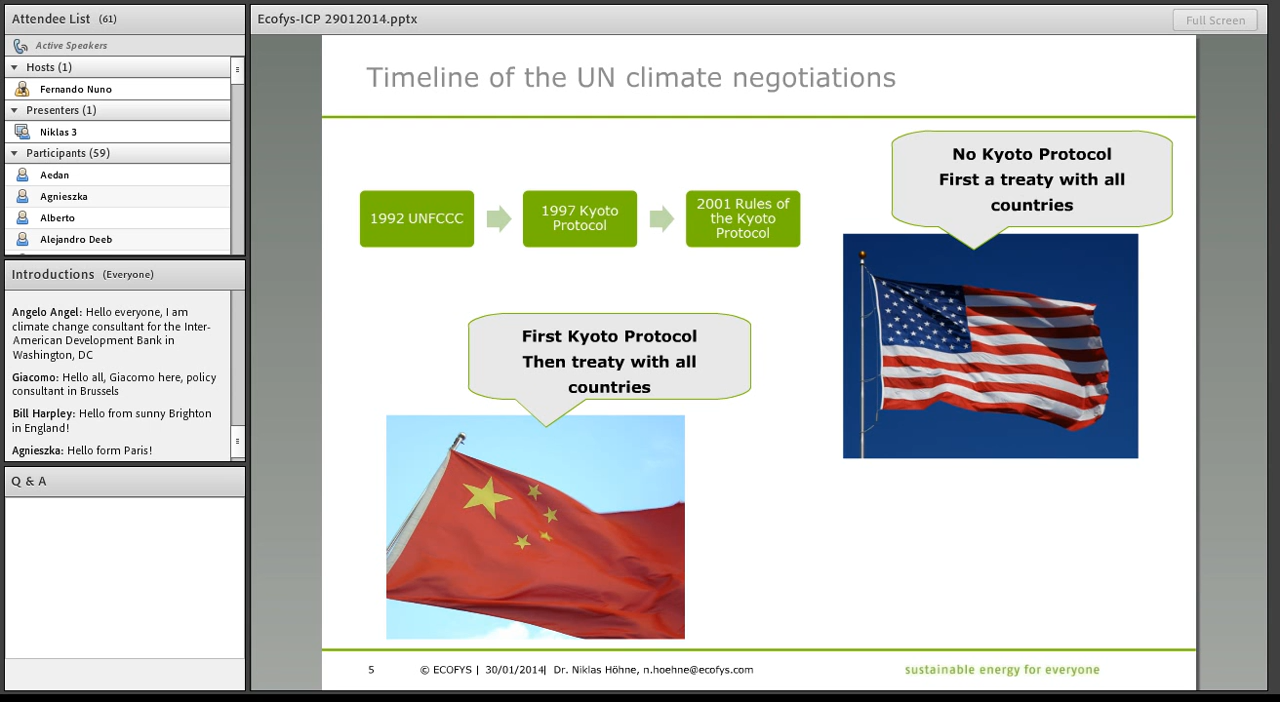 Attendee List (61)
Active Speakers
Hosts (1)
Fernando Nuno
Presenters (1)
Niklas 3
Participants (59)
Aedan
Agnieszka
Alberto
Alejandro Deeb
Introductions (Everyone)
Angelo Angel: Hello everyone, I am
climate change consultant for the Inter-
American Development Bank in
Washington, DC
Giacomo: Hello all, Giacomo here, policy
consultant in Brussels
Bill Harpley: Hello from sunny Brighton
in England!
Agnieszka: Hello form Paris!
Q & A
Ecofys-ICP 29012014.pptx
Full Screen
Timeline of the UN climate negotiations
1992 UNFCCC
1997 Kyoto
Protocol
2001 Rules of
the Kyoto
Protocol
No Kyoto Protocol
First a treaty with all
countries
First Kyoto Protocol
Then treaty with all
countries
5
© ECOFYS | 30/01/2014| Dr. Niklas Höhne, n.hoehne@ecofys.com
sustainable energy for everyone